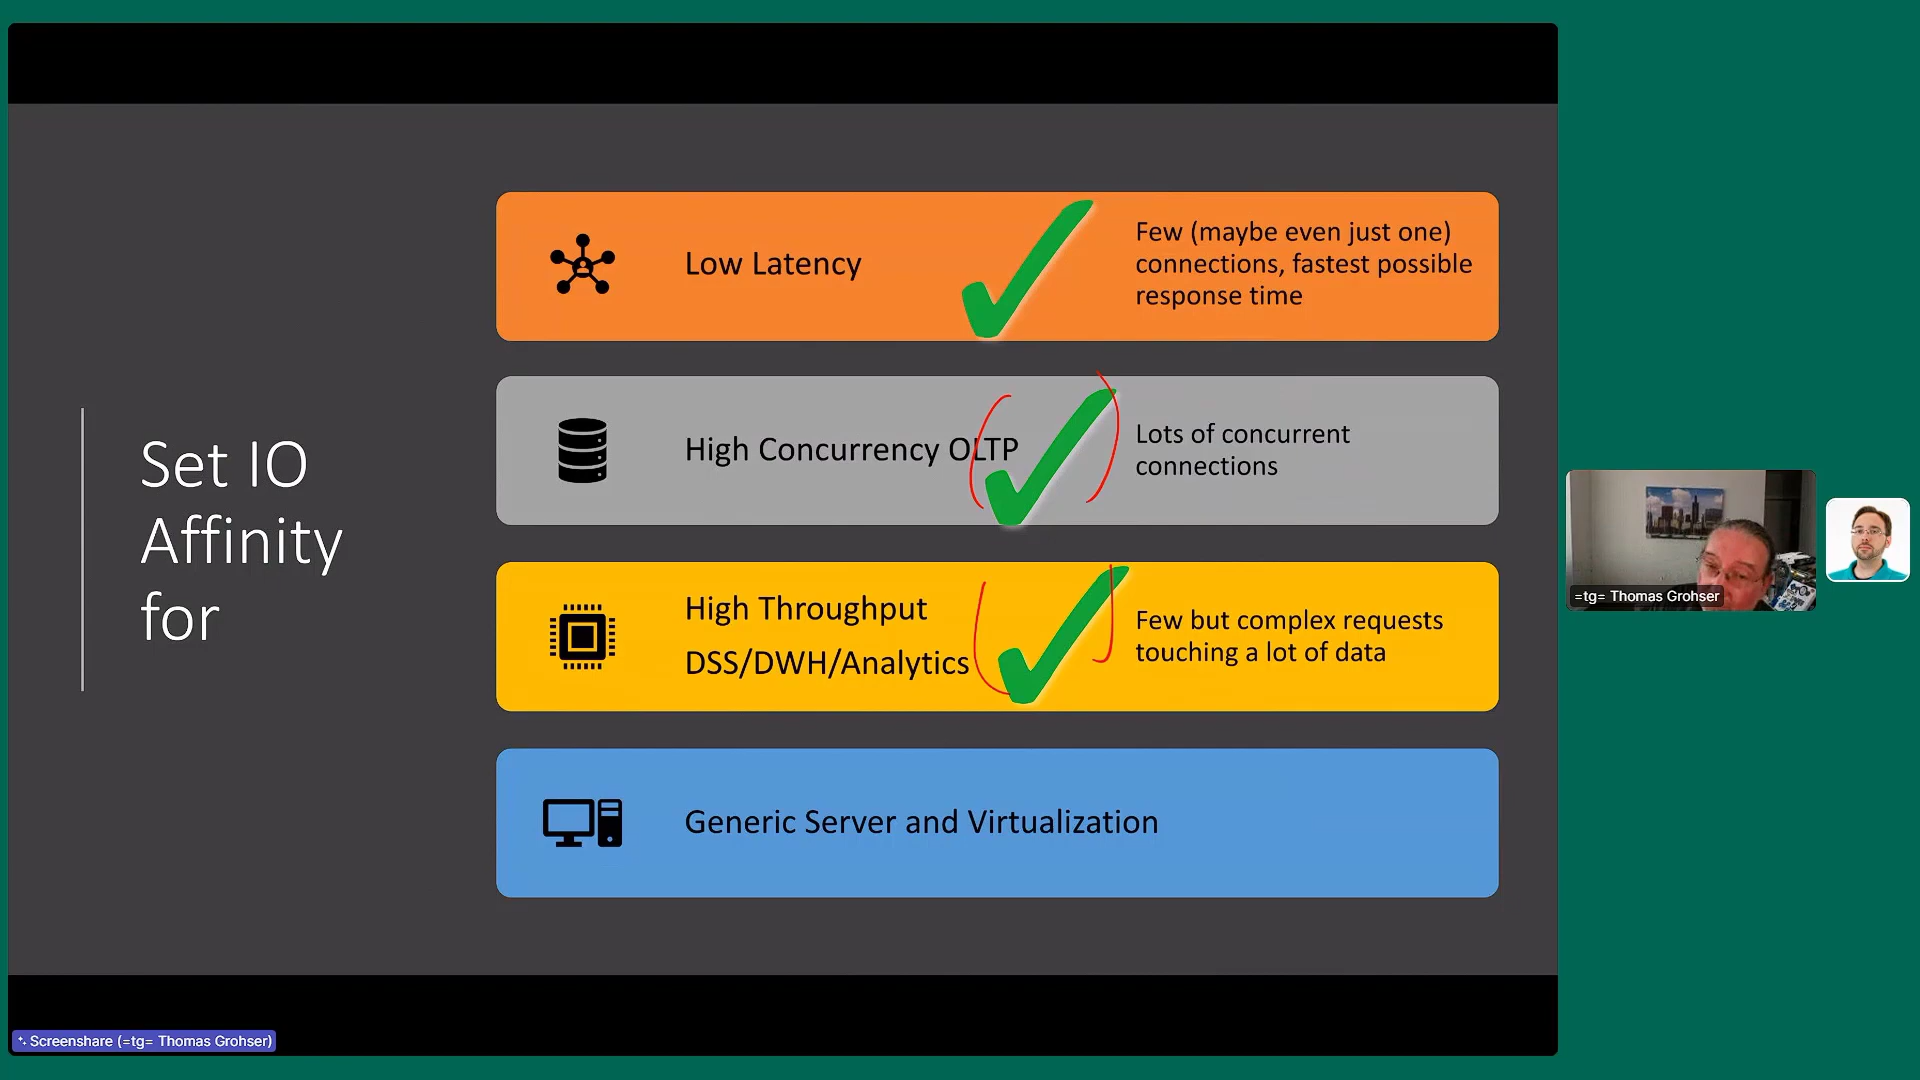 Set IO
Affinity
for
Low Latency
Few (maybe even just one)
connections, fastest possible
response time
High Concurrency OLTP
Lots of concurrent
connections
High Throughput
DSS/DWH/Analytics
Few but complex requests
touching a lot of data
Generic Server and Virtualization
=tg= Thomas Grohser
Screenshare (=tg= Thomas Grohser)